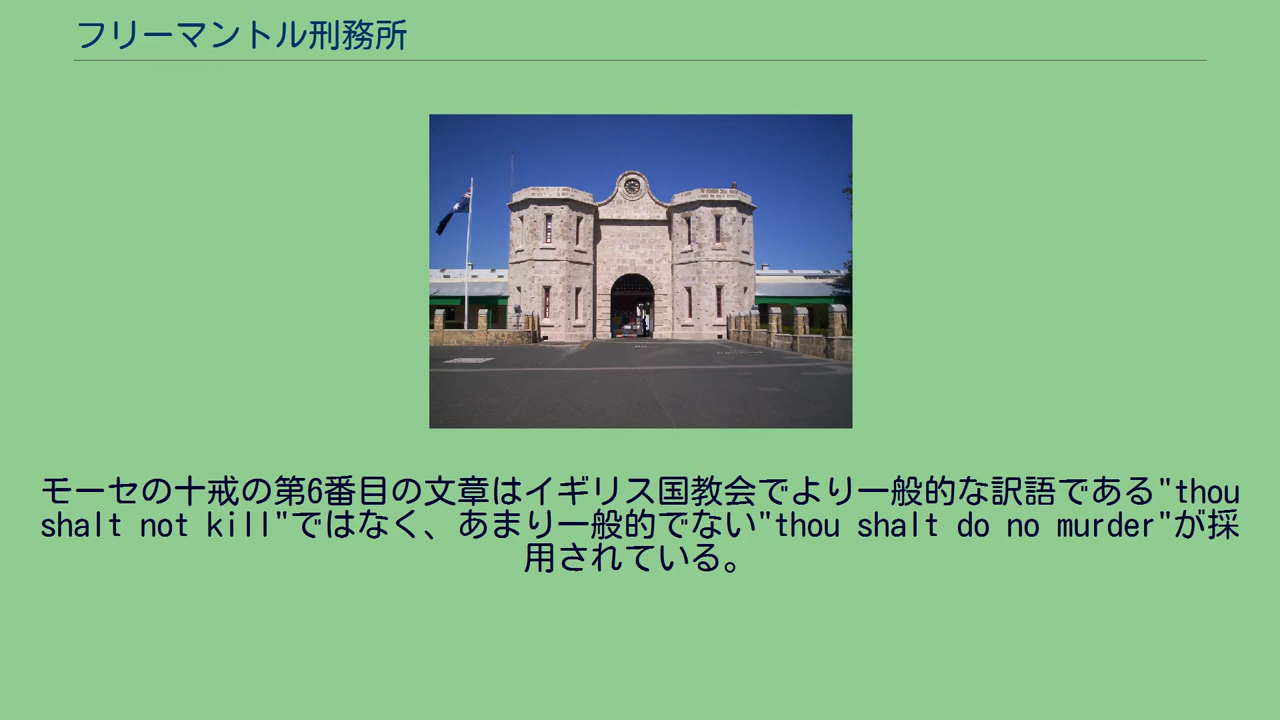 フリーマントル刑務所
モーセの十戒の第6番目の文章はイギリス国教会でより一般的な訳語である"thou
shalt not kill"ではなく、あまり一般的でない"thou shalt do no murder"が採
用されている。